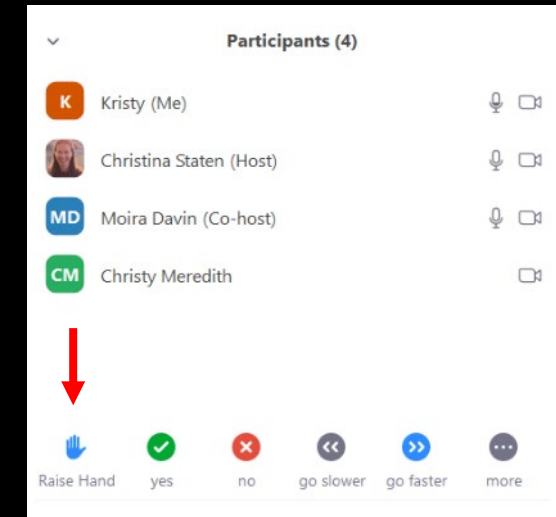 Participants (4)
K Kristy (Me)
Christina Staten (Host)
MD Moira Davin (Co-host)
CM Christy Meredith
Raise Hand yes no go slower go faster more